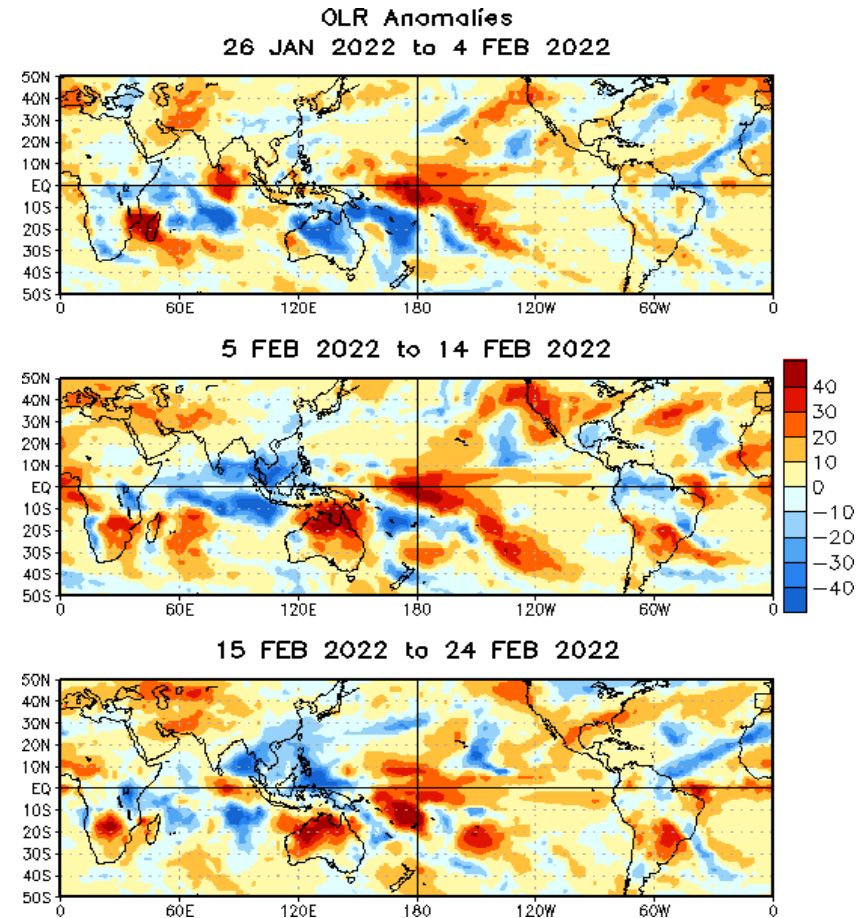 OLR Anomalies
26 JAN 2022 to 4 FEB 2022
50N
40N
30N
20N
10N
EQ
10S
20S
30S
40S
50S
0 60E 120E 180 120W 60W 0
5 FEB 2022 to 14 FEB 2022
50N
40N
30N
20N
10N
EQ
10S
20S
30S
40S
50S
0 60E 120E 180 120W 60W 0
40
30
20
10
0
−10
−20
−30
−40
15 FEB 2022 to 24 FEB 2022
50N
40N
30N
20N
10N
EQ
10S
20S
30S
40S
50S
0 60E 120E 180 120W 60W 0